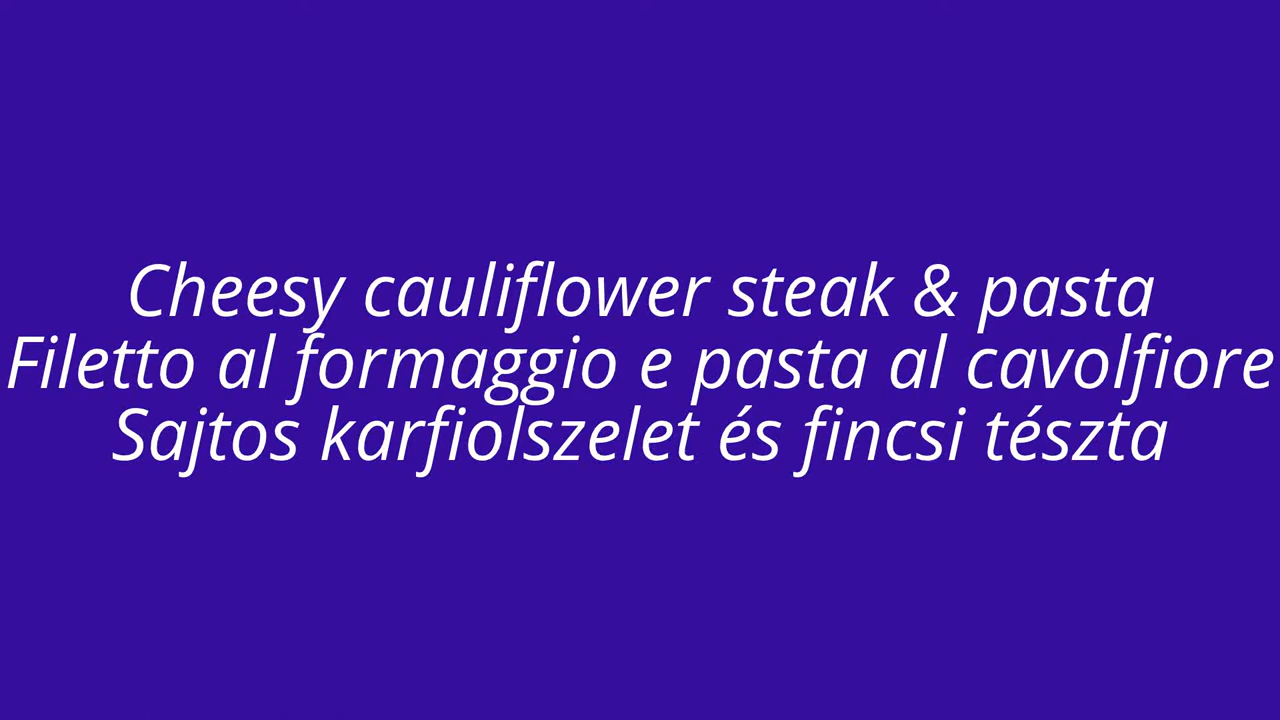 Cheesy cauliflower steak & pasta
Filetto al formaggio e pasta al cavolfiore
Sajtos karfiolszelet és fincsi tészta